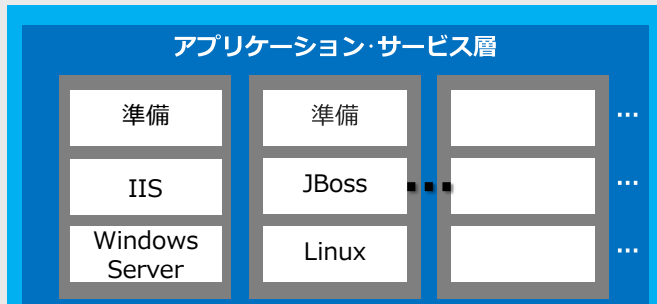 アプリケーション･サービス層
準備
準備
…
IIS
JBoss
…
…
Windows
Server
Linux
…